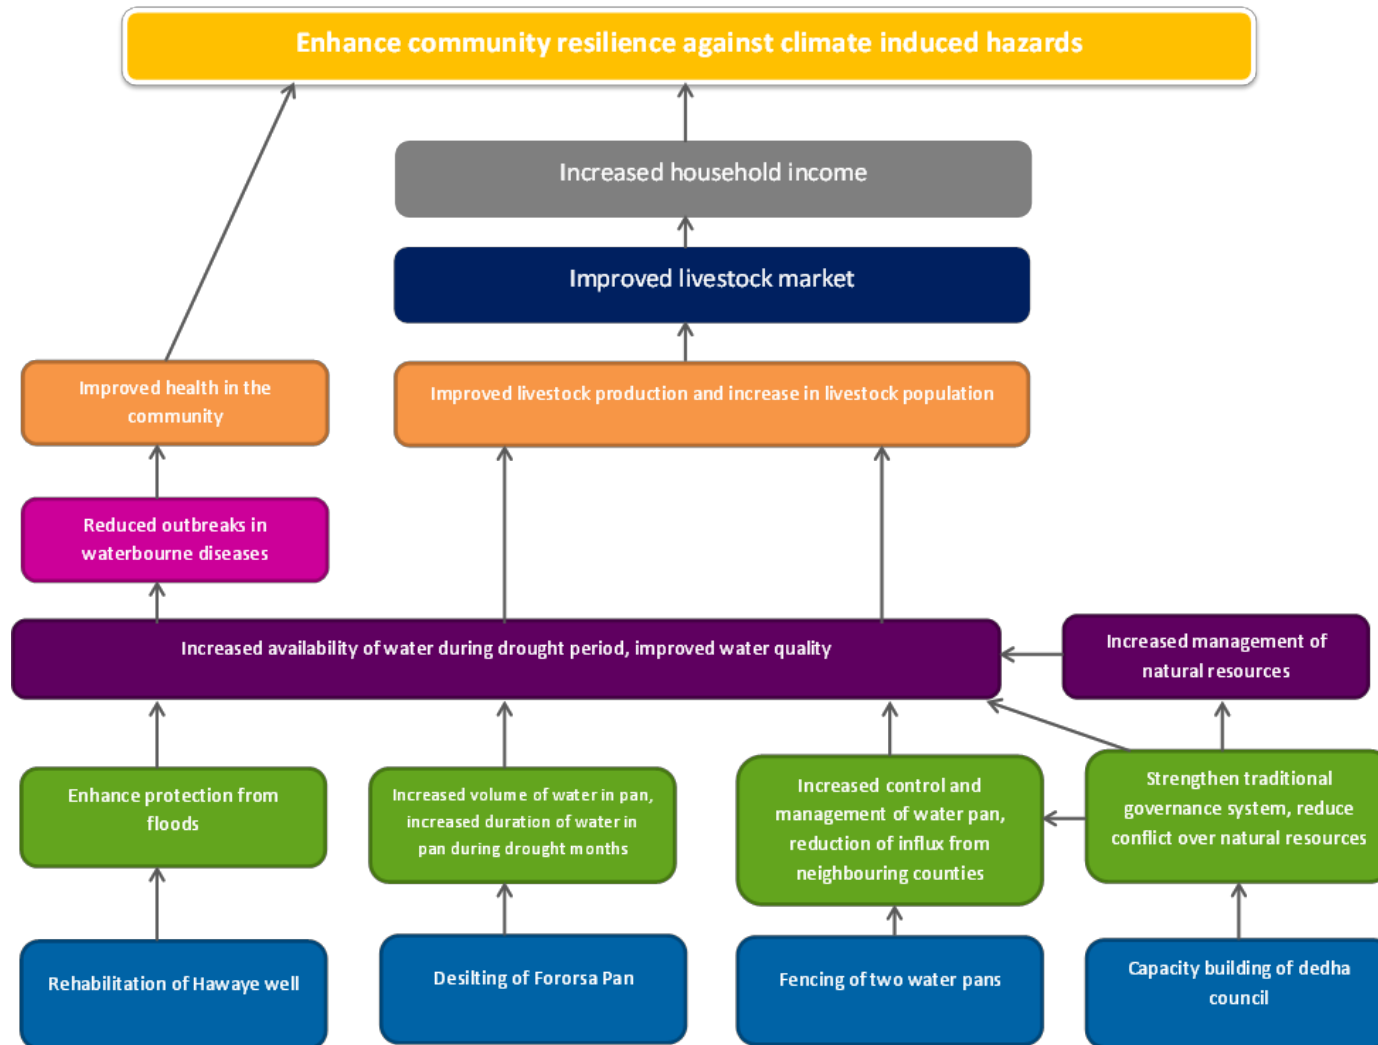 Enhance community resilience against climate induced hazards
Increased household income
Improved livestock market
Improved health in the
community
Improved livestock production and increase in livestock population
Reduced outbreaks in
waterbourne diseases
Increased availability of water during drought period, improved water quality
Increased management of
natural resources
Enhance protection from
floods
Increased volume of water in pan,
increased duration of water in
pan during drought months
Increased control and
management of water pan,
reduction of influx from
neighbouring counties
Strengthen traditional
governance system, reduce
conflict over natural resources
Rehabilitation of Hawaye well
Desilting of Fororsa Pan
Fencing of two water pans
Capacity building of dedha
council